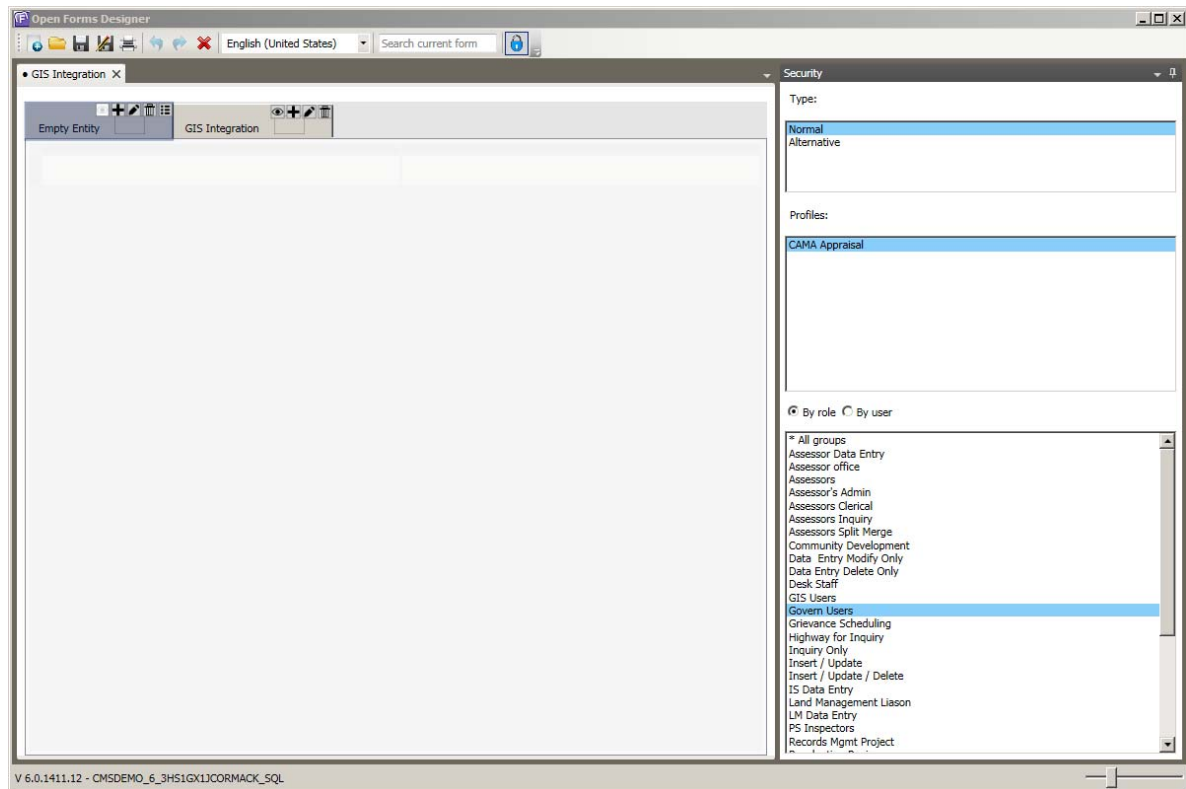 Open Forms Designer
English (United States)
Search current form
GIS Integration
Empty Entity
GIS Integration
Security
Type:
Normal
Alternative
Profiles:
CAMA Appraisal
By role
By user
* All groups
Assessor Data Entry
Assessor office
Assessors
Assessor's Admin
Assessors Clerical
Assessors Inquiry
Assessors Split Merge
Community Development
Data  Entry Modify Only
Data Entry Delete Only
Desk Staff
GIS Users
Govern Users
Grievance Scheduling
Highway for Inquiry
Inquiry Only
Insert / Update
Insert / Update / Delete
IS Data Entry
Land Management Liason
LM Data Entry
PS Inspectors
Records Mgmt Project
V 6.0.1411.12 - CMSDEMO_6_3HS1GX1JCORMACK_SQL